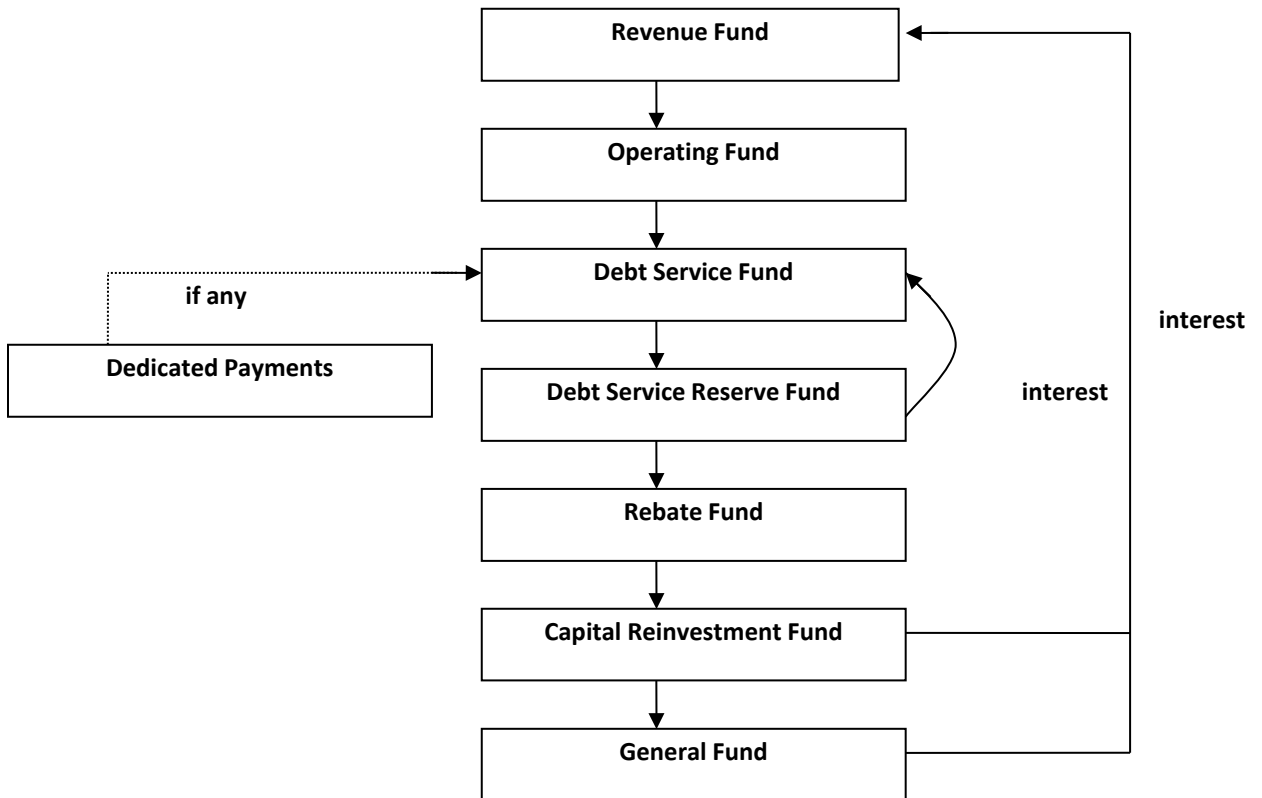 Revenue Fund
Operating Fund
Debt Service Fund
if any
interest
Dedicated Payments
Debt Service Reserve Fund
interest
Rebate Fund
Capital Reinvestment Fund
General Fund